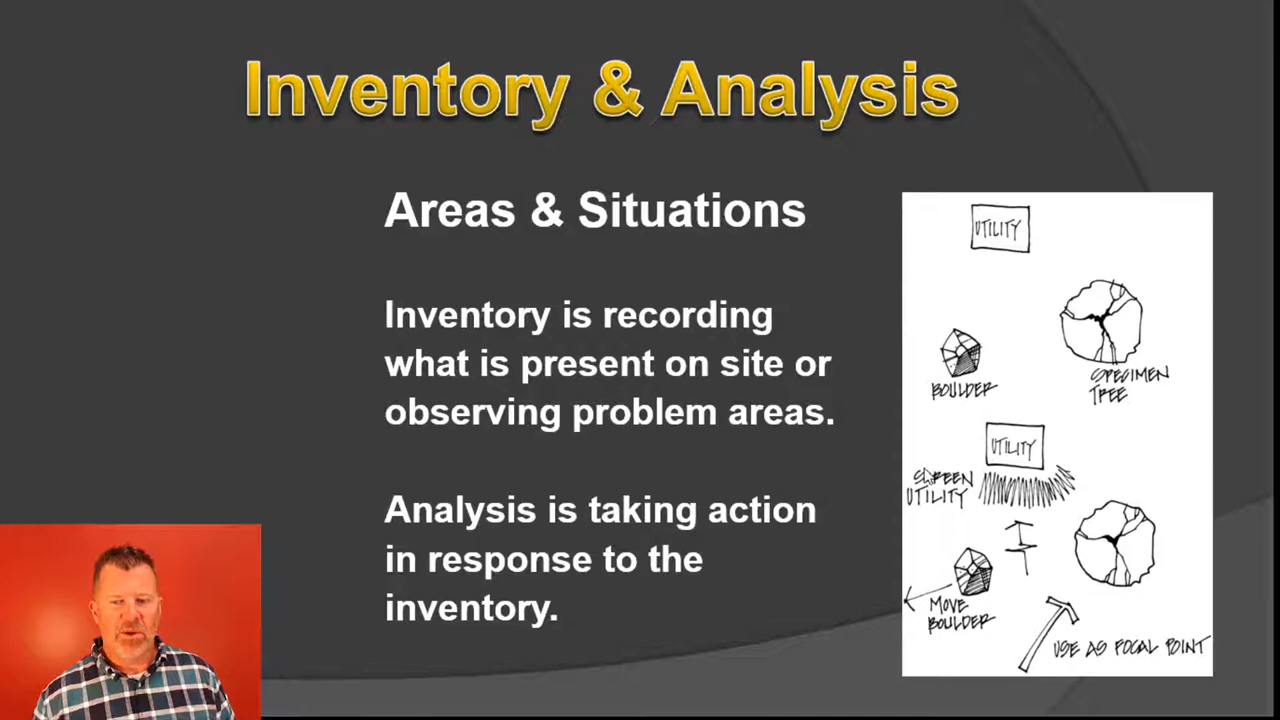 Inventory & Analysis
Areas & Situations
Inventory is recording
what is present on site or
observing problem areas.
Analysis is taking action
in response to the
inventory.
UTILITY
BOULDER
SPECIMEN
TREE
UTILITY
SCREEN
UTILITY
MOVE
BOULDER
USE AS FOCAL POINT